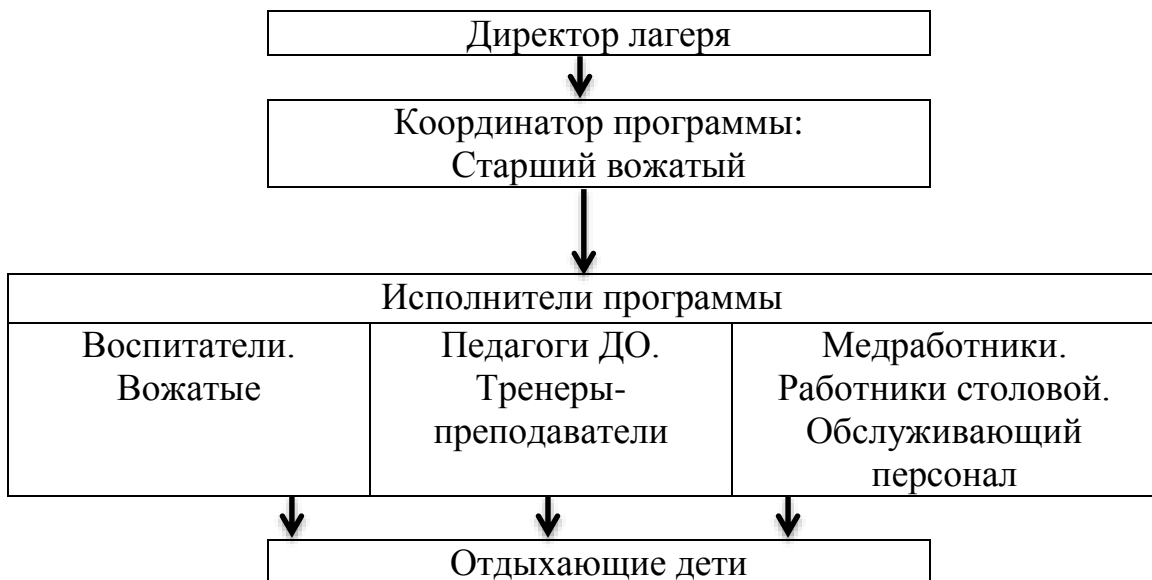 Директор лагеря
Координатор программы:
Старший вожатый
Исполнители программы
Воспитатели.
Вожатые
Педагоги ДО.
Тренеры-
преподаватели
Медработники.
Работники столовой.
Обслуживающий
персонал
Отдыхающие дети